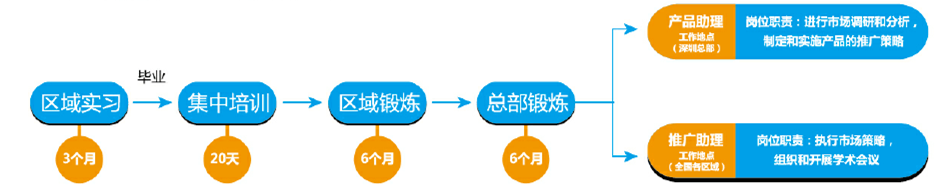 产品助理
工作地点
（深圳总部）
岗位职责：进行市场调研和分析，
制定和实施产品的推广策略
毕业
区域实习
集中培训
区域锻炼
总部锻炼
3个月
20天
6个月
6个月
推广助理
工作地点
（全国各区域）
岗位职责：执行市场策略，
组织和开展学术会议